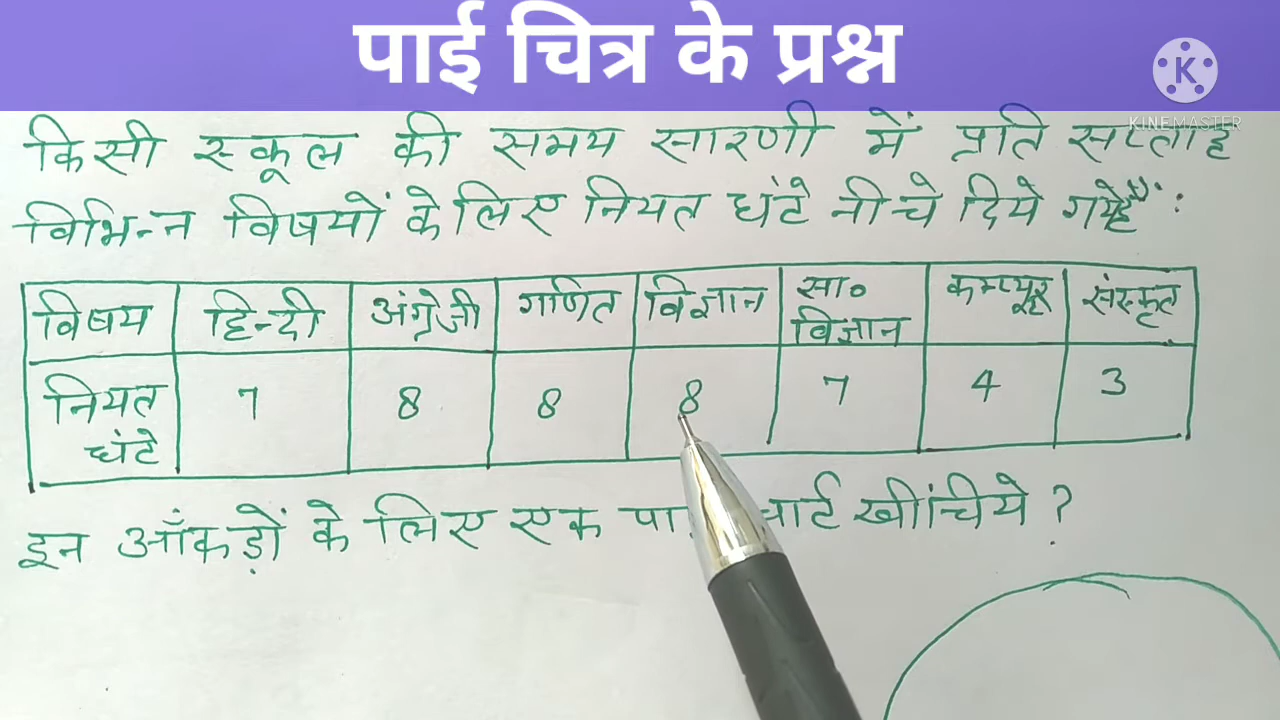 पाई चित्र के प्रश्न
K
KINEMASTER
किसी स्कूल की समय सारणी में प्रति सप्ताह
विभिन्न विषयों के लिए नियत घंटे नीचे दिये गये हैं :
विषय हिन्दी अंग्रेजी गणित विज्ञान सा० विज्ञान कम्प्यूटर संस्कृत
नियत घंटे 7 8 8 8 7 4 3
इन आँकड़ों के लिए एक चार्ट खींचिये ?